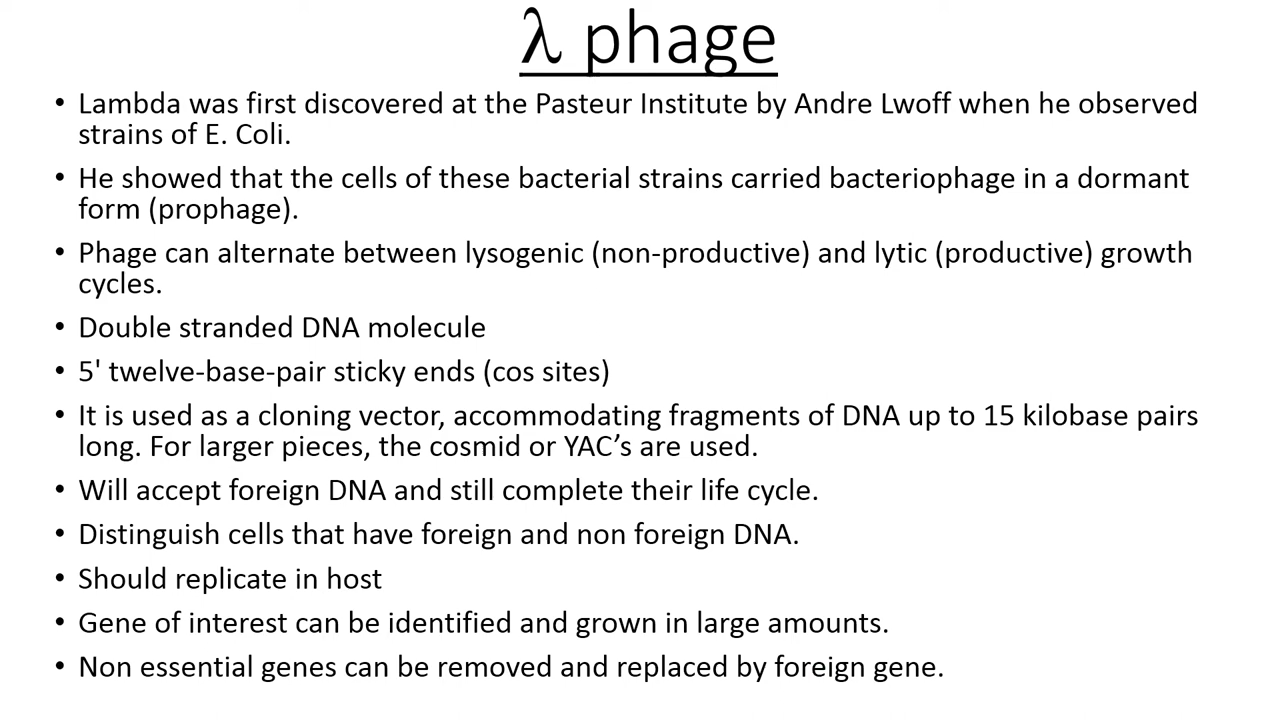 λ phage
• Lambda was first discovered at the Pasteur Institute by Andre Lwoff when he observed
strains of E. Coli.
• He showed that the cells of these bacterial strains carried bacteriophage in a dormant
form (prophage).
• Phage can alternate between lysogenic (non-productive) and lytic (productive) growth
cycles.
• Double stranded DNA molecule
• 5' twelve-base-pair sticky ends (cos sites)
• It is used as a cloning vector, accommodating fragments of DNA up to 15 kilobase pairs
long. For larger pieces, the cosmid or YAC’s are used.
• Will accept foreign DNA and still complete their life cycle.
• Distinguish cells that have foreign and non foreign DNA.
• Should replicate in host
• Gene of interest can be identified and grown in large amounts.
• Non essential genes can be removed and replaced by foreign gene.